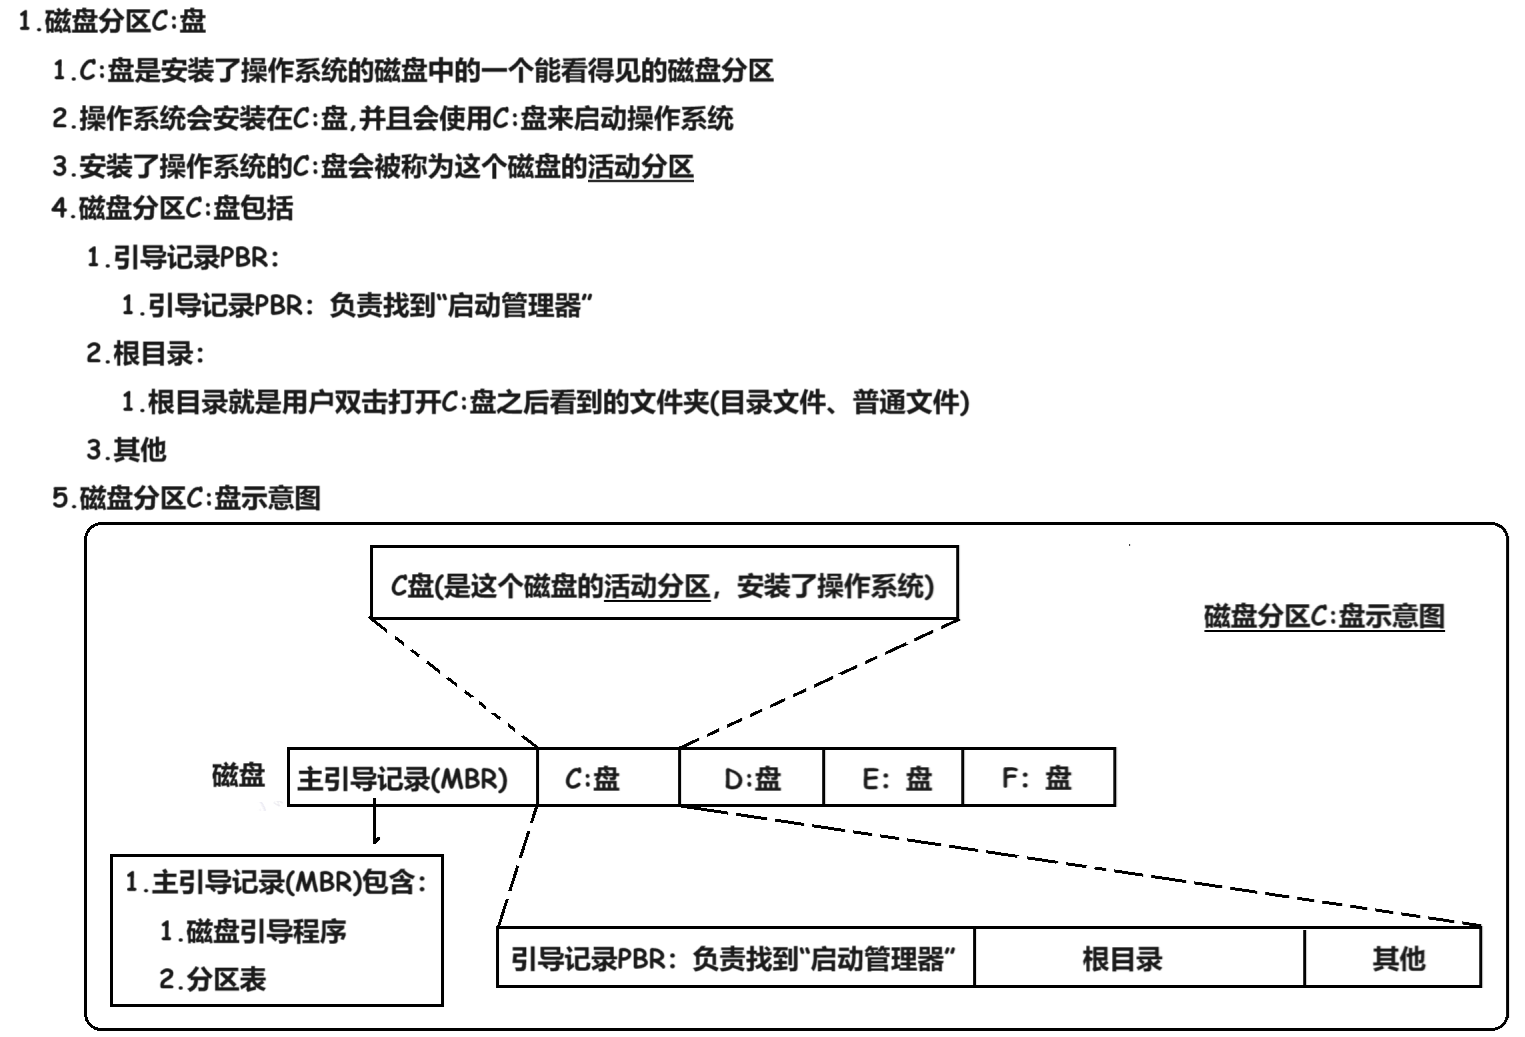 1.磁盘分区C:盘
1.C:盘是安装了操作系统的磁盘中的一个能看得见的磁盘分区
2.操作系统会安装在C:盘,并且会使用C:盘来启动操作系统
3.安装了操作系统的C:盘会被称为这个磁盘的活动分区
4.磁盘分区C:盘包括
1.引导记录PBR：
1.引导记录PBR：负责找到“启动管理器”
2.根目录：
1.根目录就是用户双击打开C:盘之后看到的文件夹(目录文件、普通文件)
3.其他
5.磁盘分区C:盘示意图
C盘(是这个磁盘的活动分区，安装了操作系统)
磁盘分区C:盘示意图
磁盘
主引导记录(MBR)
C:盘
D:盘
E：盘
F：盘
1.主引导记录(MBR)包含：
1.磁盘引导程序
2.分区表
引导记录PBR：负责找到“启动管理器”
根目录
其他